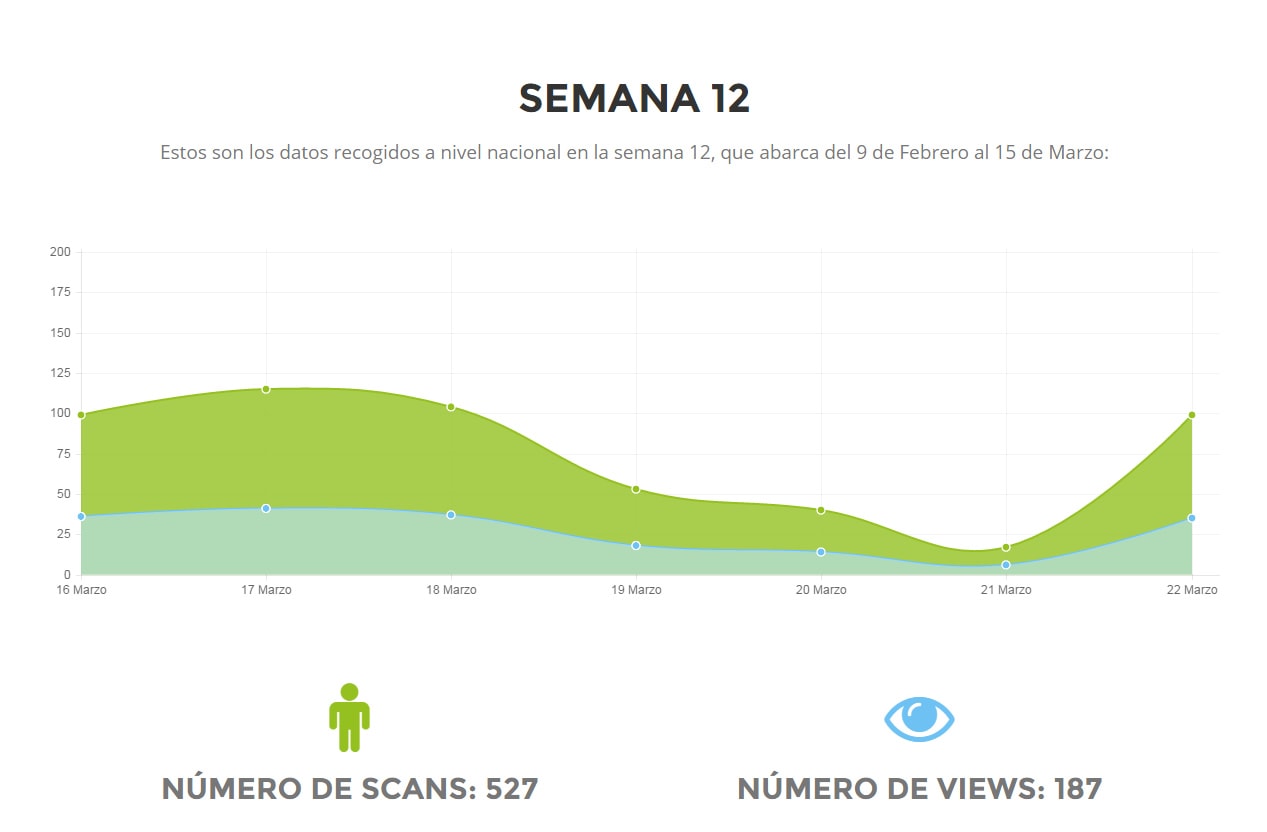 SEMANA 12
Estos son los datos recogidos a nivel nacional en la semana 12, que abarca del 9 de Febrero al 15 de Marzo:
200
175
150
125
100
75
50
25
0
16 Marzo 17 Marzo 18 Marzo 19 Marzo 20 Marzo 21 Marzo 22 Marzo
NÚMERO DE SCANS: 527 NÚMERO DE VIEWS: 187